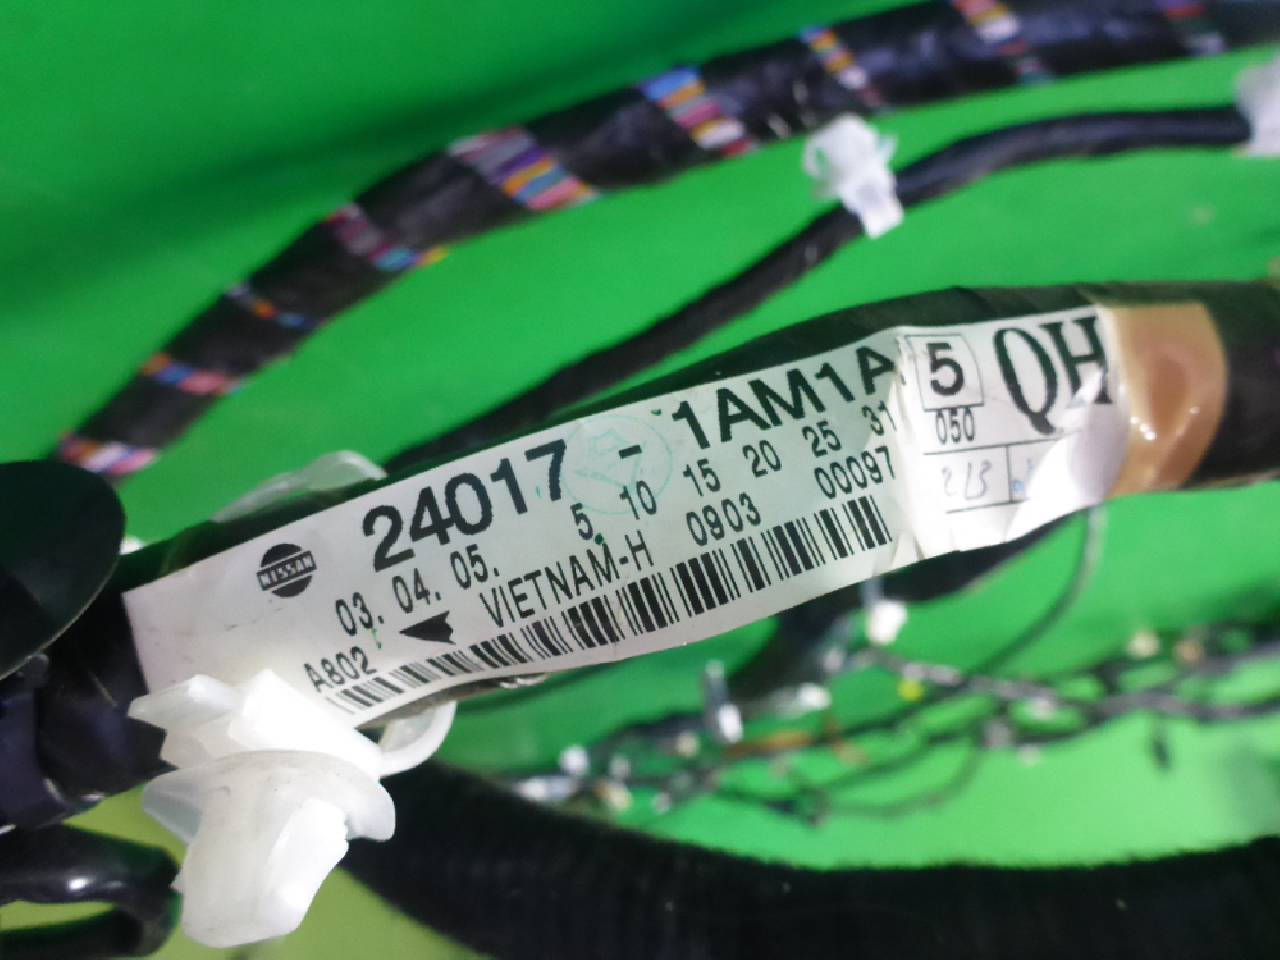 NISSAN
24017 - 1AM1A
03. 04. 05. 5. 10 15 20 25 31
VIETNAM-H 0903 00097
A802
5
050
QH
213